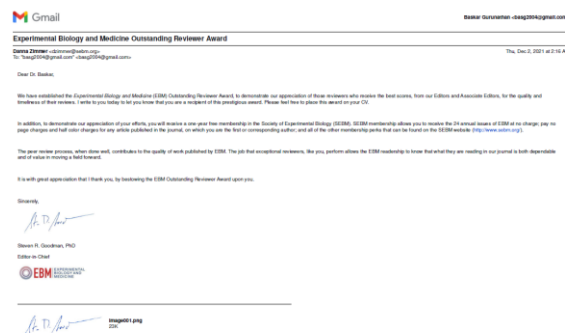 Gmail
Baskar Gurunathan <basg2004@gmail.com>
Experimental Biology and Medicine Outstanding Reviewer Award
Danna Zimmer <dzimmer@sebm.org>
To: "basg2004@gmail.com" <basg2004@gmail.com>
Thu, Dec 2, 2021 at 2:16 AM
Dear Dr. Baskar,
We have established the Experimental Biology and Medicine (EBM) Outstanding Reviewer Award, to demonstrate our appreciation of those reviewers who receive the best scores, from our Editors and Associate Editors, for the quality and
timeliness of their reviews. I write to you today to let you know that you are a recipient of this prestigious award. Please feel free to place this award on your CV.
In addition, to demonstrate our appreciation of your efforts, you will receive a one-year free membership in the Society of Experimental Biology (SEBM). SEBM membership allows you to receive the 24 annual issues of EBM at no charge, pay no
page charges and half color charges for any article published in the journal, on which you are the first or corresponding author, and all of the other membership perks that can be found on the SEBM website (http://www.sebm.org/).
The peer review process, when done well, contributes to the quality of work published by EBM. The job that exceptional reviewers, like you, perform allows the EBM readership to know that what they are reading in our journal is both dependable
and of value in moving a field forward.
It is with great appreciation that I thank you, by bestowing the EBM Outstanding Reviewer Award upon you.
Sincerely,
Steven R. Goodman, PhD
Editor-in-Chief
EBM EXPERIMENTAL
BIOLOGY AND
MEDICINE
image001.png
25K